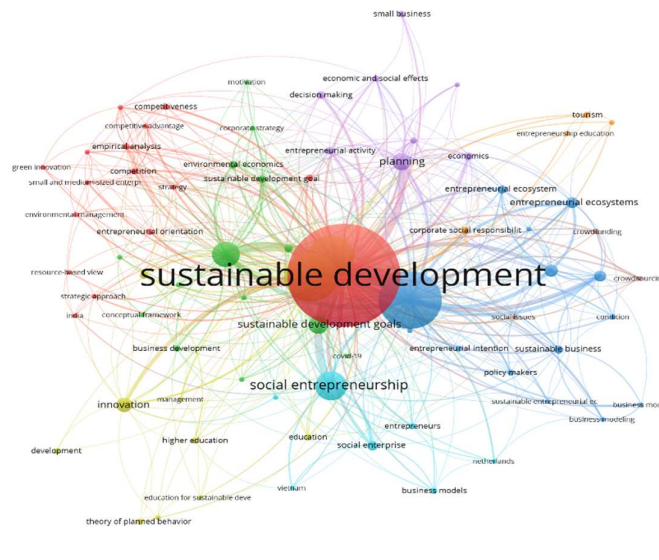 small business
motivation
economic and social effects
decision making
competitiveness
tourism
competitive advantage
corporate strategy
entrepreneurship education
empirical analysis
entrepreneurial activity
planning
economics
green innovation
competition
environmental economics
small and medium-sized enterpi
strategy
sustainable development goal
entrepreneurial ecosystem
entrepreneurial ecosystems
environmental management
entrepreneurial orientation
corporate social responsibilit
crowdfunding
resource-based view
sustainable development
crowdsourcin
strategic approach
india
conceptual framework
sustainable development goals
social issues
condition
business development
covid-19
entrepreneurial intention
sustainable business
policy makers
social entrepreneurship
innovation
management
sustainable entrepreneurial ec
business mo
business modeling
entrepreneurs
higher education
education
social enterprise
development
netherlands
vietnam
business models
education for sustainable deve
theory of planned behavior